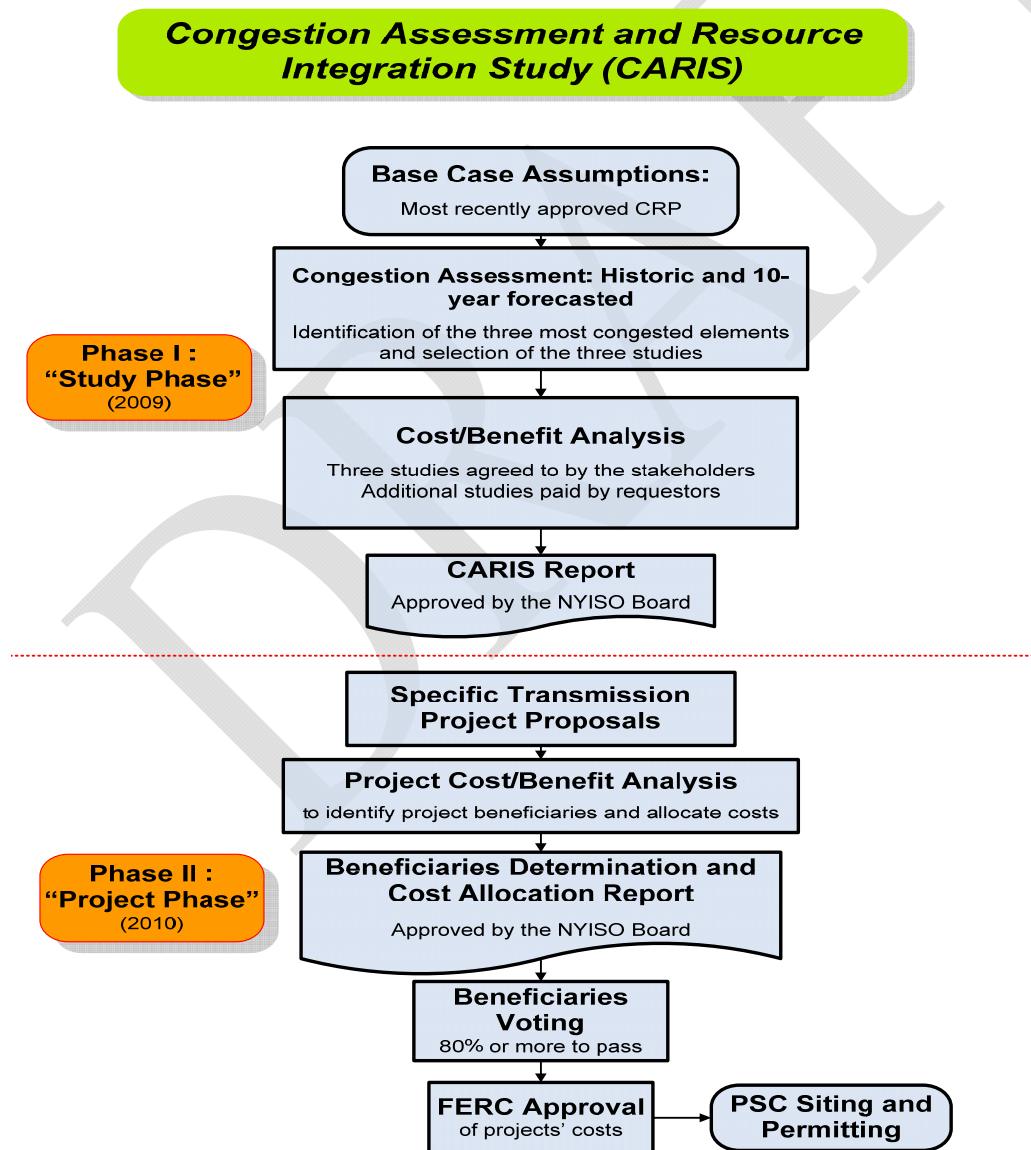 Congestion Assessment and Resource
Integration Study (CARIS)
Base Case Assumptions:
Most recently approved CRP
Congestion Assessment: Historic and 10-
year forecasted
Identification of the three most congested elements
and selection of the three studies
Phase I :
“Study Phase”
(2009)
Cost/Benefit Analysis
Three studies agreed to by the stakeholders
Additional studies paid by requestors
CARIS Report
Approved by the NYISO Board
Specific Transmission
Project Proposals
Project Cost/Benefit Analysis
to identify project beneficiaries and allocate costs
Phase II :
“Project Phase”
(2010)
Beneficiaries Determination and
Cost Allocation Report
Approved by the NYISO Board
Beneficiaries
Voting
80% or more to pass
FERC Approval
of projects’ costs
PSC Siting and
Permitting
DRAFT